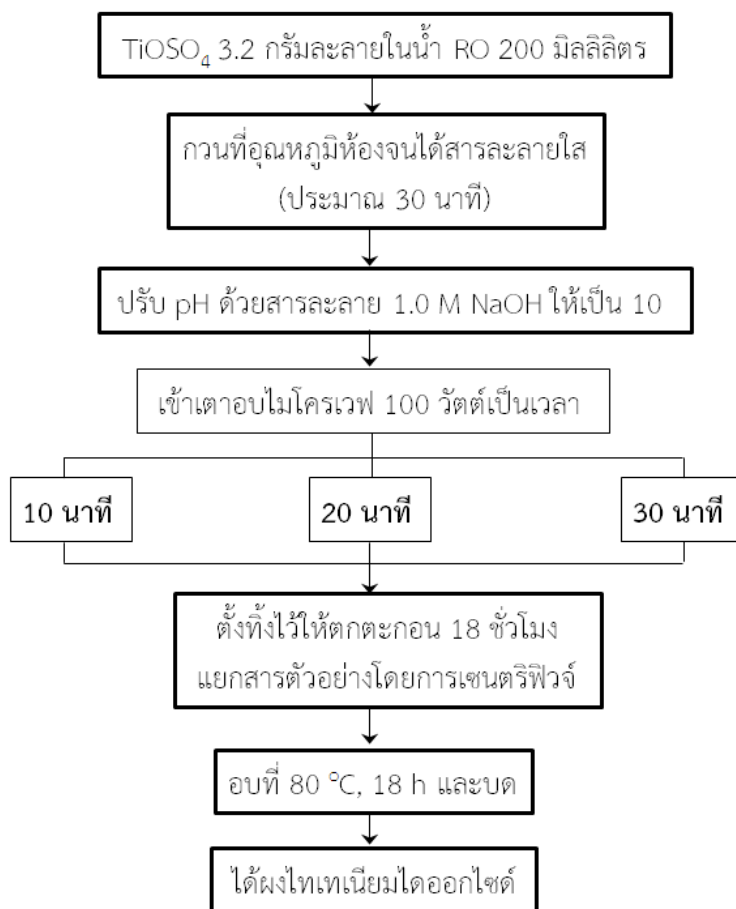 TiOSO₄ 3.2 กรัมละลายในน้ำ RO 200 มิลลิลิตร
กวนที่อุณหภูมิห้องจนได้สารละลายใส
(ประมาณ 30 นาที)
ปรับ pH ด้วยสารละลาย 1.0 M NaOH ให้เป็น 10
เข้าเตาอบไมโครเวฟ 100 วัตต์เป็นเวลา
10 นาที
20 นาที
30 นาที
ตั้งทิ้งไว้ให้ตกตะกอน 18 ชั่วโมง
แยกสารตัวอย่างโดยการเซนตริฟิวจ์
อบที่ 80 °C, 18 h และบด
ได้ผงไทเทเนียมไดออกไซด์